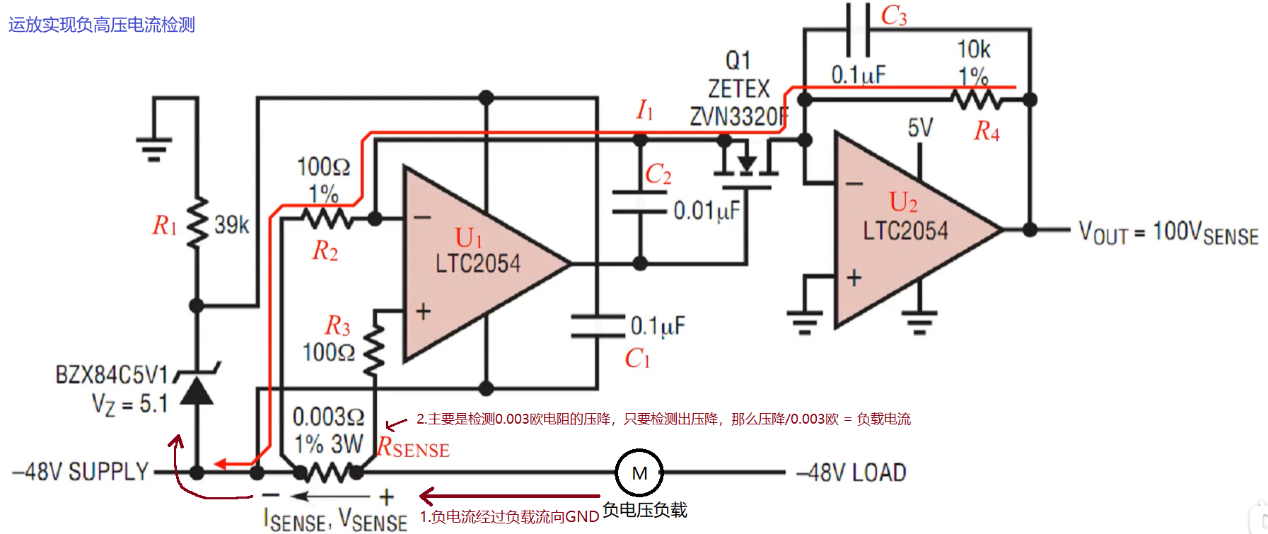 运放实现负高压电流检测
C3
10k
1%
0.1μF
R4
Q1
ZETEX
ZVN3320F
I1
5V
100Ω
1%
R2
C2
0.01μF
−
U1
LTC2054
+
−
U2
LTC2054
+
VOUT = 100VSENSE
R1
39k
R3
100Ω
0.1μF
C1
BZX84C5V1
VZ = 5.1
0.003Ω
1% 3W
RSENSE
2.主要是检测0.003欧电阻的压降，只要检测出压降，那么压降/0.003欧 = 负载电流
–48V SUPPLY
M
–48V LOAD
− +
ISENSE, VSENSE
1.负电流经过负载流向GND
负电压负载